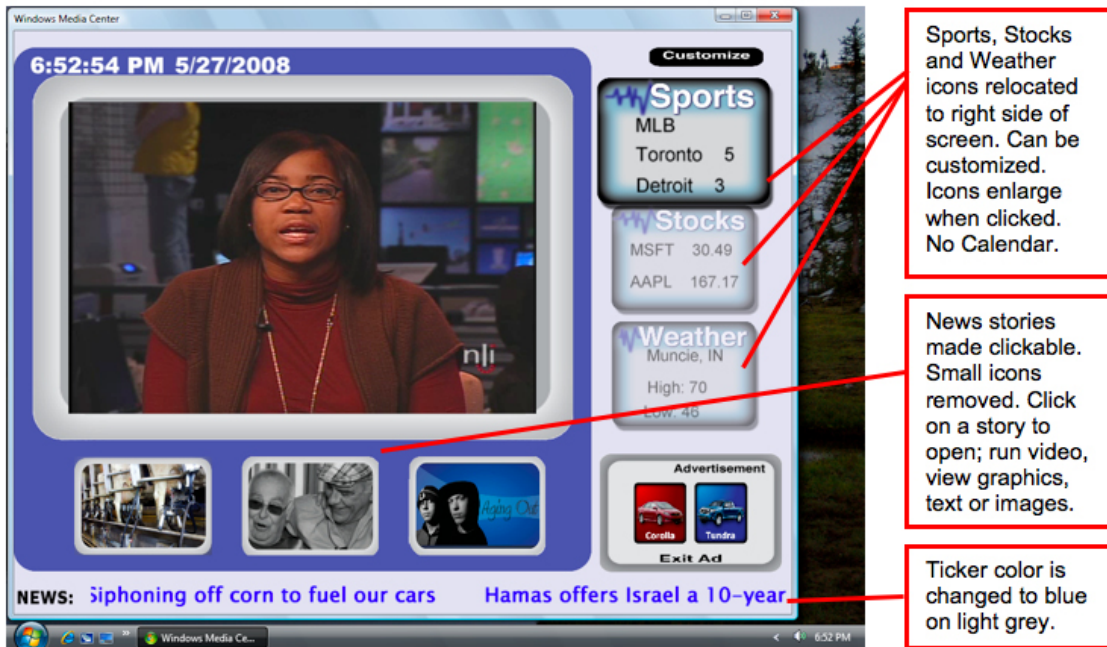 Windows Media Center
6:52:54 PM 5/27/2008
Customize
Sports
MLB
Toronto 5
Detroit 3
Stocks
MSFT 30.49
AAPL 167.17
Weather
Muncie, IN
High: 70
Low: 46
nli
Aging Out
Advertisement
Corolla
Tundra
Exit Ad
NEWS: Siphoning off corn to fuel our cars Hamas offers Israel a 10-year
Windows Media Ce...
6:52 PM
Sports, Stocks
and Weather
icons relocated
to right side of
screen. Can be
customized.
Icons enlarge
when clicked.
No Calendar.
News stories
made clickable.
Small icons
removed. Click
on a story to
open; run video,
view graphics,
text or images.
Ticker color is
changed to blue
on light grey.